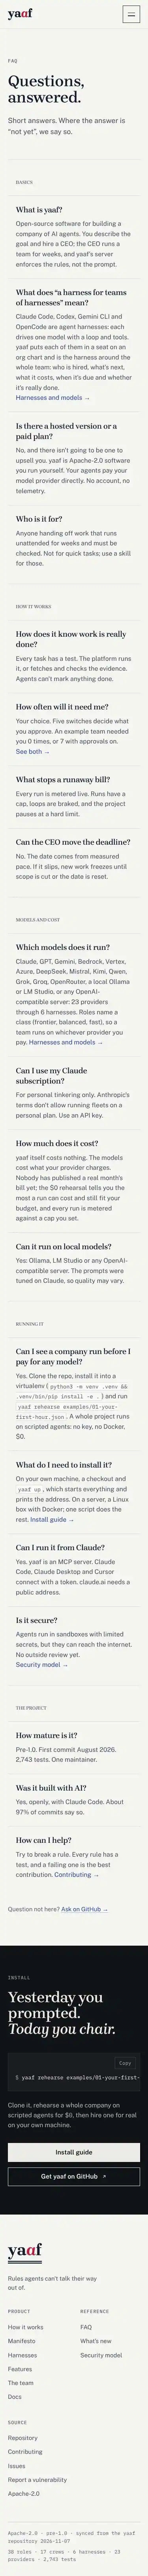 yaaf
FAQ
Questions,
answered.
Short answers. Where the answer is
“not yet”, we say so.
BASICS
What is yaaf?
Open-source software for building a
company of AI agents. You describe the
goal and hire a CEO; the CEO runs a
team for weeks, and yaaf's server
enforces the rules, not the prompt.
What does “a harness for teams
of harnesses” mean?
Claude Code, Codex, Gemini CLI and
OpenCode are agent harnesses: each
drives one model with a loop and tools.
yaaf puts each of them in a seat on an
org chart and is the harness around the
whole team: who is hired, what's next,
what it costs, when it's due and whether
it's really done.
Harnesses and models →
Is there a hosted version or a
paid plan?
No, and there isn't going to be one to
upsell you. yaaf is Apache-2.0 software
you run yourself. Your agents pay your
model provider directly. No account, no
telemetry.
Who is it for?
Anyone handing off work that runs
unattended for weeks and must be
checked. Not for quick tasks; use a skill
for those.
HOW IT WORKS
How does it know work is really
done?
Every task has a test. The platform runs
it, or fetches and checks the evidence.
Agents can't mark anything done.
How often will it need me?
Your choice. Five switches decide what
you approve. An example team needed
you 0 times, or 7 with approvals on.
See both →
What stops a runaway bill?
Every run is metered live. Runs have a
cap, loops are braked, and the project
pauses at a hard limit.
Can the CEO move the deadline?
No. The date comes from measured
pace. If it slips, new work freezes until
scope is cut or the date is reset.
MODELS AND COST
Which models does it run?
Claude, GPT, Gemini, Bedrock, Vertex,
Azure, DeepSeek, Mistral, Kimi, Qwen,
Grok, Groq, OpenRouter, a local Ollama
or LM Studio, or any OpenAI-
compatible server: 23 providers
through 6 harnesses. Roles name a
class (frontier, balanced, fast), so a
team runs on whichever provider you
pay. Harnesses and models →
Can I use my Claude
subscription?
For personal tinkering only. Anthropic's
terms don't allow running fleets on a
personal plan. Use an API key.
How much does it cost?
yaaf itself costs nothing. The models
cost what your provider charges.
Nobody has published a real month's
bill yet; the $0 rehearsal tells you the
most a run can cost and still fit your
budget, and every run is metered
against a cap you set.
Can it run on local models?
Yes: Ollama, LM Studio or any OpenAI-
compatible server. The prompts were
tuned on Claude, so quality may vary.
RUNNING IT
Can I see a company run before I
pay for any model?
Yes. Clone the repo, install it into a
virtualenv ( python3 -m venv .venv &&
.venv/bin/pip install -e . ) and run
yaaf rehearse examples/01-your-
first-hour.json . A whole project runs
on scripted agents: no key, no Docker,
$0.
What do I need to install it?
On your own machine, a checkout and
yaaf up , which starts everything and
prints the address. On a server, a Linux
box with Docker; one script does the
rest. Install guide →
Can I run it from Claude?
Yes. yaaf is an MCP server. Claude
Code, Claude Desktop and Cursor
connect with a token. claude.ai needs a
public address.
Is it secure?
Agents run in sandboxes with limited
secrets, but they can reach the internet.
No outside review yet.
Security model →
THE PROJECT
How mature is it?
Pre-1.0. First commit August 2026.
2,743 tests. One maintainer.
Was it built with AI?
Yes, openly, with Claude Code. About
97% of commits say so.
How can I help?
Try to break a rule. Every rule has a
test, and a failing one is the best
contribution. Contributing →
Question not here? Ask on GitHub →
INSTALL
Yesterday you
prompted.
Today you chair.
Copy
$ yaaf rehearse examples/01-your-first-
Clone it, rehearse a whole company on
scripted agents for $0, then hire one for real
on your own machine.
Install guide
Get yaaf on GitHub ↗
yaaf
Rules agents can't talk their way
out of.
PRODUCT
REFERENCE
How it works
FAQ
Manifesto
What's new
Harnesses
Security model
Features
The team
Docs
SOURCE
Repository
Contributing
Issues
Report a vulnerability
Apache-2.0
Apache-2.0 · pre-1.0 · synced from the yaaf
repository 2026-11-07
38 roles · 17 crews · 6 harnesses · 23
providers · 2,743 tests